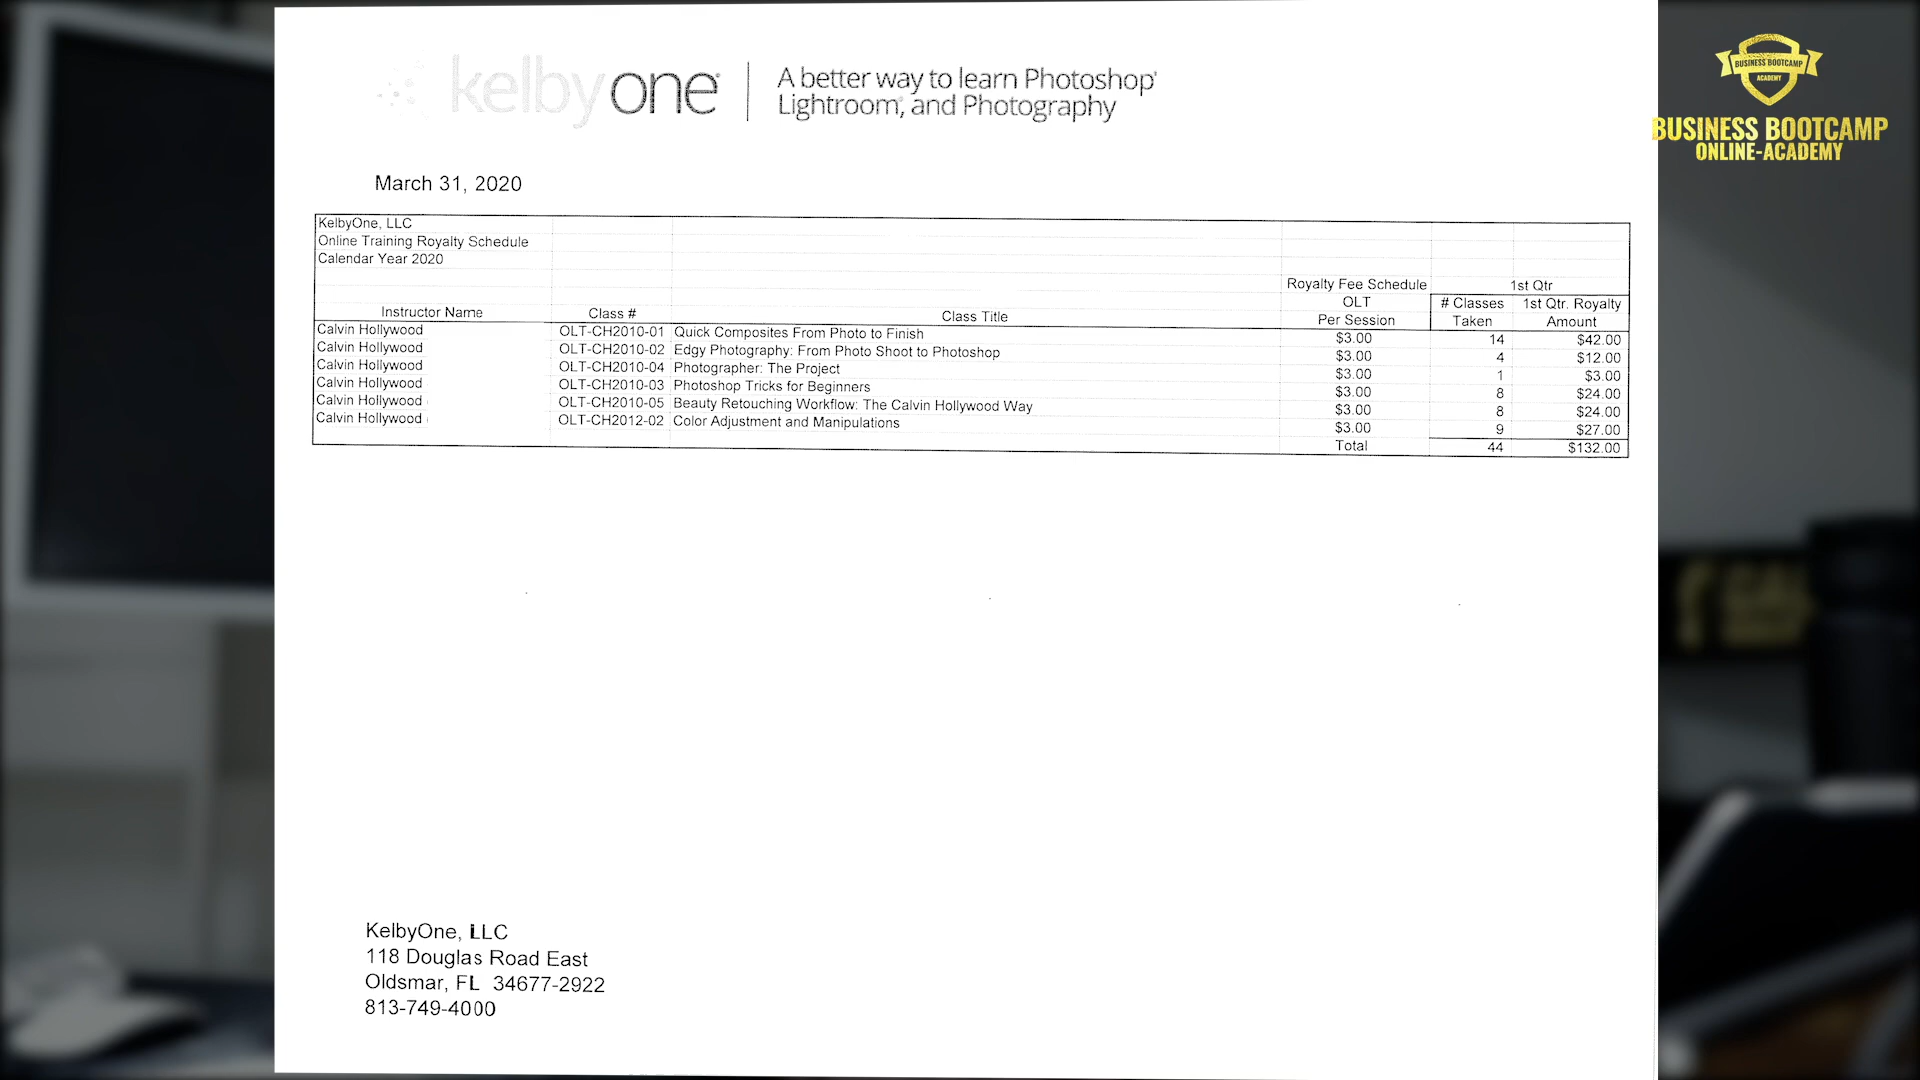 kelbyone
A better way to learn Photoshop
Lightroom, and Photography
BUSINESS BOOTCAMP
ACADEMY
BUSINESS BOOTCAMP
ONLINE-ACADEMY
March 31, 2020
KelbyOne, LLC
Online Training Royalty Schedule
Calendar Year 2020
Royalty Fee Schedule 1st Qtr
OLT # Classes 1st Qtr. Royalty
Instructor Name Class # Class Title Per Session Taken Amount
Calvin Hollywood OLT-CH2010-01 Quick Composites From Photo to Finish $3.00 14 $42.00
Calvin Hollywood OLT-CH2010-02 Edgy Photography: From Photo Shoot to Photoshop $3.00 4 $12.00
Calvin Hollywood OLT-CH2010-04 Photographer: The Project $3.00 1 $3.00
Calvin Hollywood OLT-CH2010-03 Photoshop Tricks for Beginners $3.00 8 $24.00
Calvin Hollywood OLT-CH2010-05 Beauty Retouching Workflow: The Calvin Hollywood Way $3.00 8 $24.00
Calvin Hollywood OLT-CH2012-02 Color Adjustment and Manipulations $3.00 9 $27.00
Total 44 $132.00
KelbyOne, LLC
118 Douglas Road East
Oldsmar, FL 34677-2922
813-749-4000